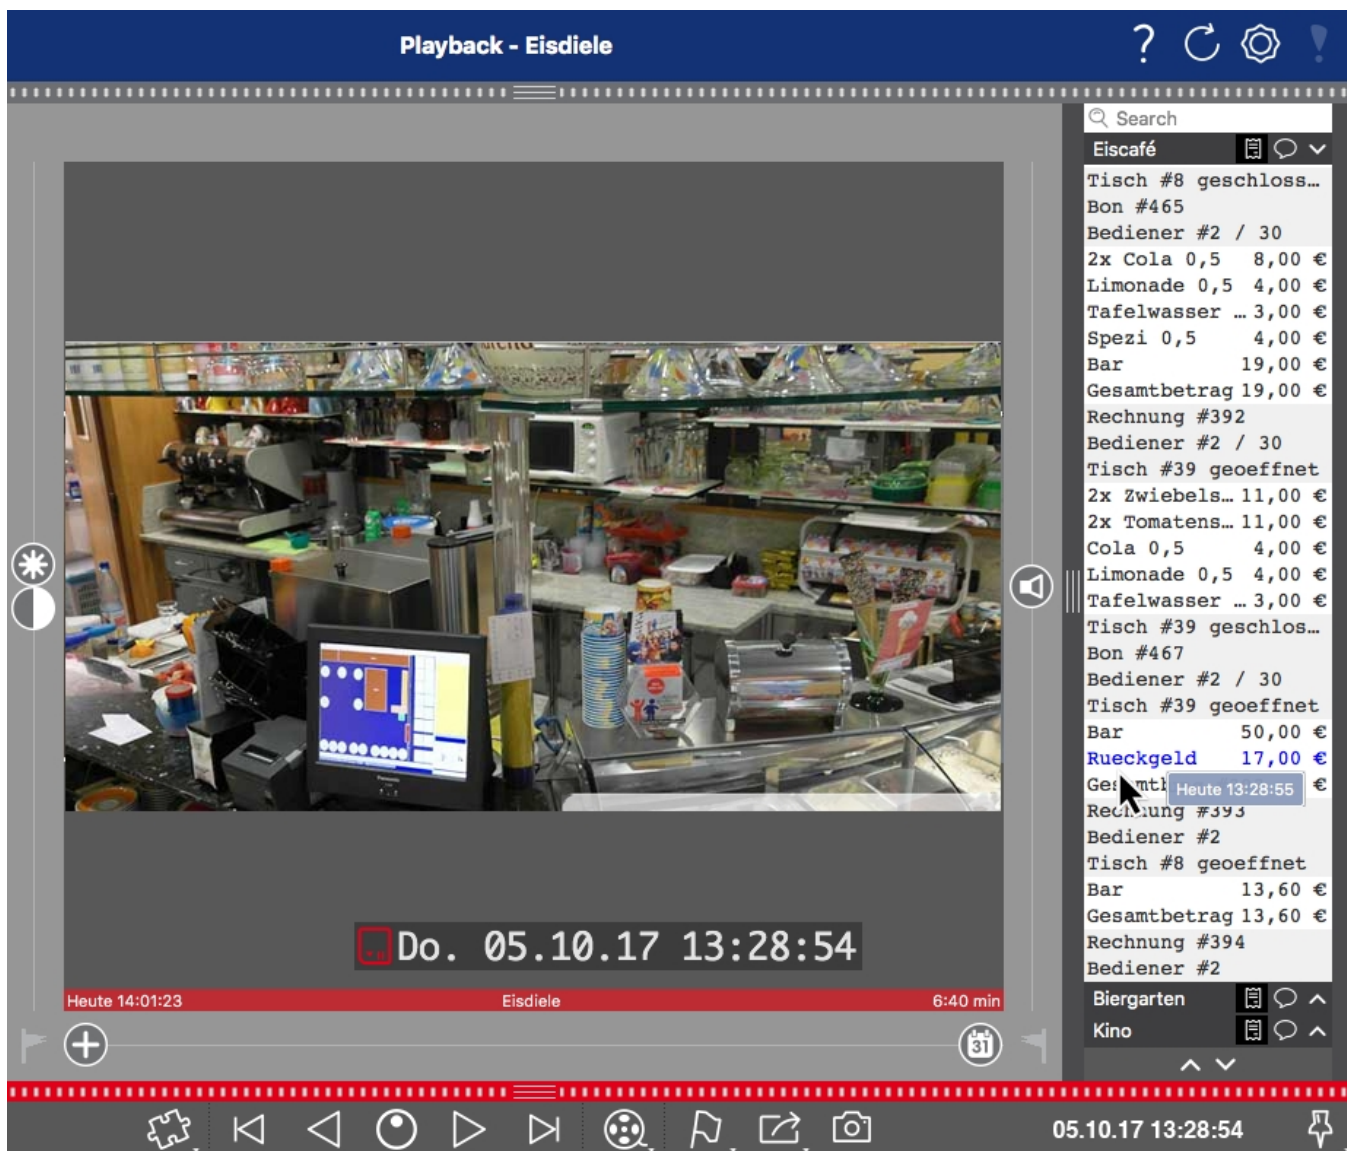 Playback - Eisdiele
Search
Eiscafé
Tisch #8 geschloss…
Bon #465
Bediener #2 / 30
2x Cola 0,5 8,00 €
Limonade 0,5 4,00 €
Tafelwasser … 3,00 €
Spezi 0,5 4,00 €
Bar 19,00 €
Gesamtbetrag 19,00 €
Rechnung #392
Bediener #2 / 30
Tisch #39 geoeffnet
2x Zwiebels… 11,00 €
2x Tomatens… 11,00 €
Cola 0,5 4,00 €
Limonade 0,5 4,00 €
Tafelwasser … 3,00 €
Tisch #39 geschlos…
Bon #467
Bediener #2 / 30
Tisch #39 geoeffnet
Bar 50,00 €
Rueckgeld 17,00 €
€
Heute 13:28:55
Rechnung #393
Bediener #2
Tisch #8 geoeffnet
Bar 13,60 €
Gesamtbetrag 13,60 €
Rechnung #394
Bediener #2
Biergarten
Kino
Do. 05.10.17 13:28:54
Heute 14:01:23 Eisdiele 6:40 min
31
05.10.17 13:28:54